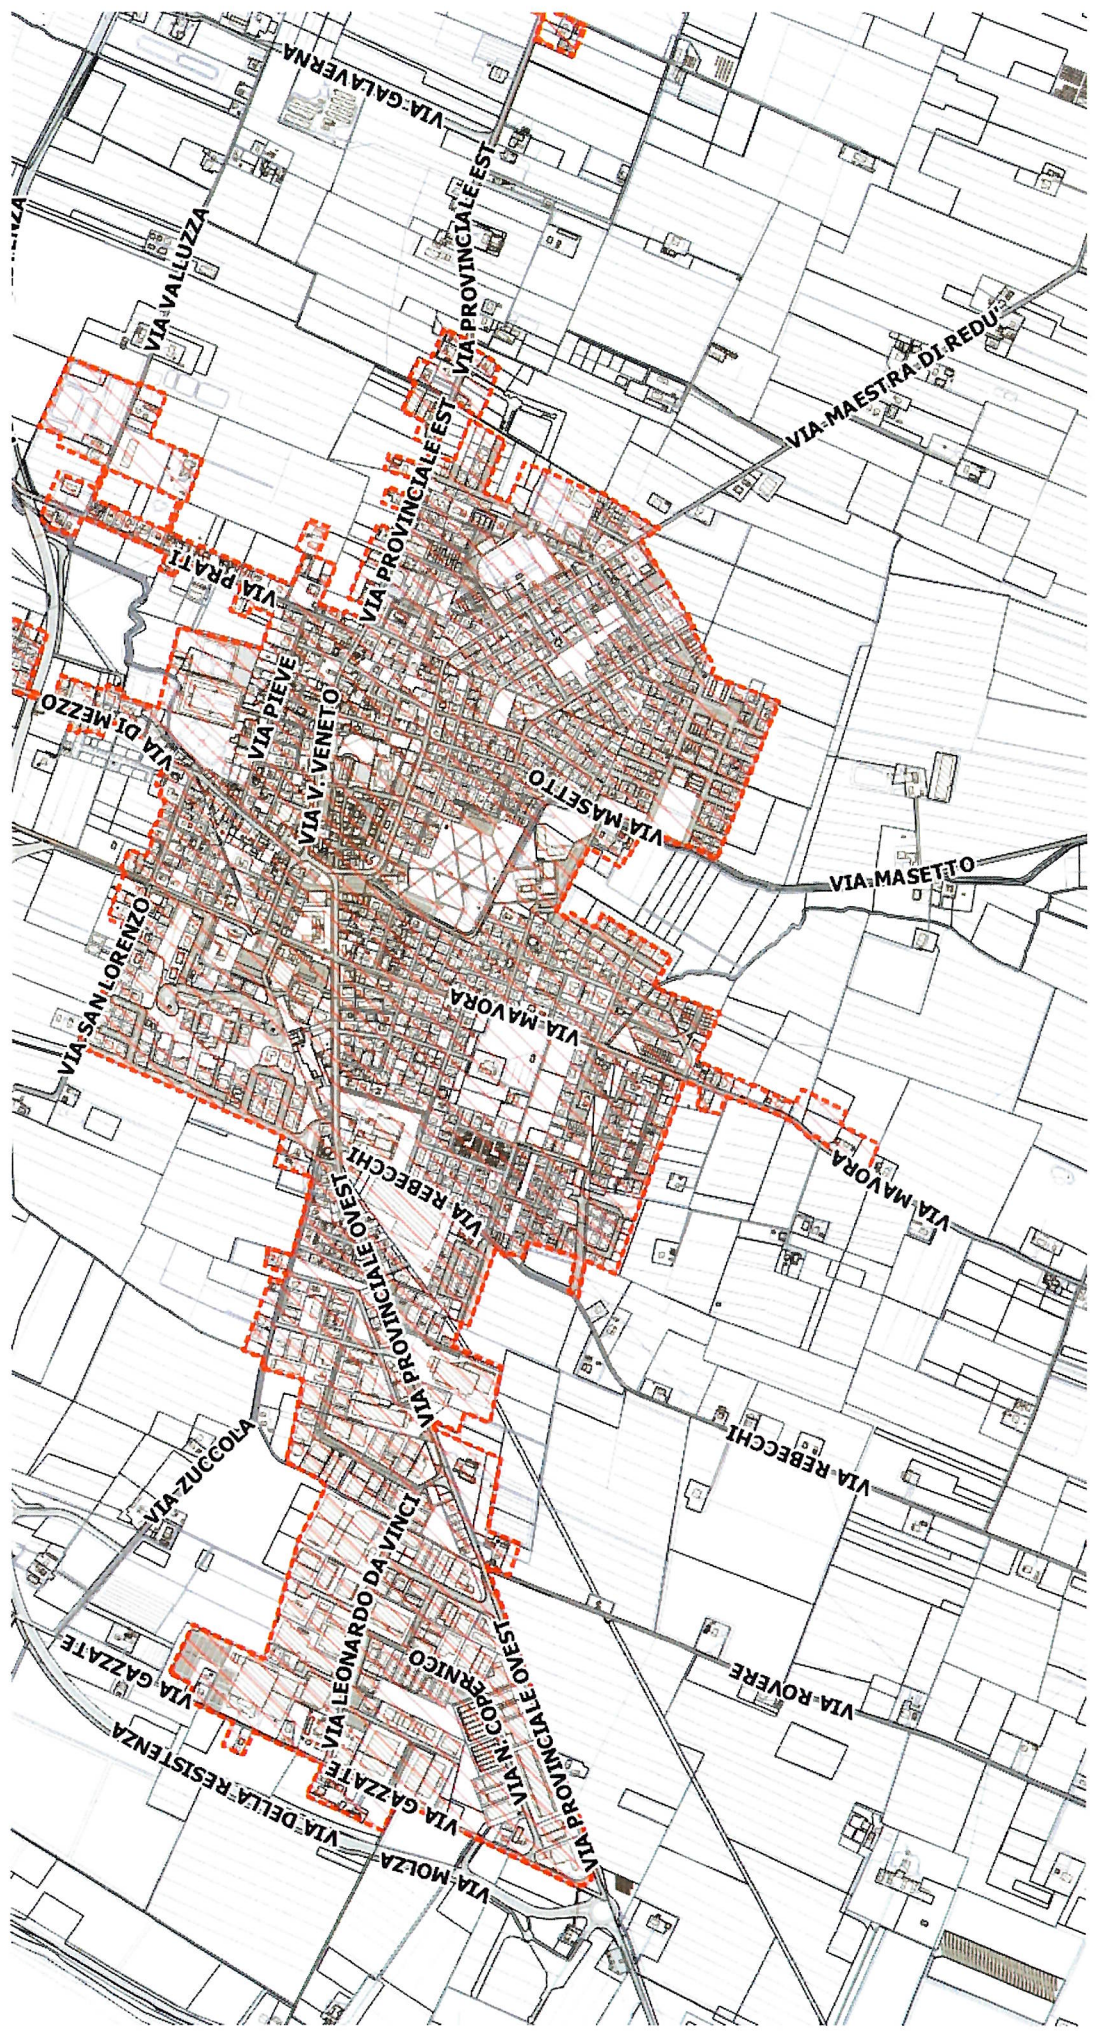 VIA GALAVERNA
VIA PROVINCIALE EST
VIA VALLUZZA
VIA MAESTRA DI REDU'
VIA PROVINCIALE EST
VIA PRATI
VIA PIEVE
VIA V. VENETO
VIA DI MEZZO
VIA MASETTO
VIA MASETTO
VIA SAN LORENZO
VIA MAVORA
VIA MAVORA
VIA REBECCHI
VIA PROVINCIALE OVEST
VIA REBECCHI
VIA ZUCCOLA
VIA LEONARDO DA VINCI
VIA GAZZATE
VIA N. COPERNICO
VIA PROVINCIALE OVEST
VIA ROVERE
VIA DELLA RESISTENZA
VIA GAZZATE
VIA MOLZA